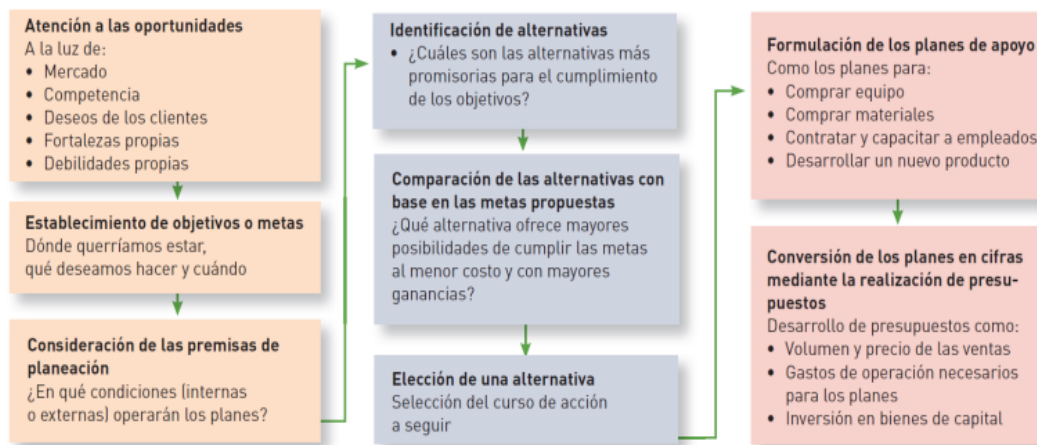 Atención a las oportunidades
A la luz de:
• Mercado
• Competencia
• Deseos de los clientes
• Fortalezas propias
• Debilidades propias
Establecimiento de objetivos o metas
Dónde querríamos estar,
qué deseamos hacer y cuándo
Consideración de las premisas de
planeación
¿En qué condiciones (internas
o externas) operarán los planes?
Identificación de alternativas
• ¿Cuáles son las alternativas más
promisorias para el cumplimiento
de los objetivos?
Comparación de las alternativas con
base en las metas propuestas
¿Qué alternativa ofrece mayores
posibilidades de cumplir las metas
al menor costo y con mayores
ganancias?
Elección de una alternativa
Selección del curso de acción
a seguir
Formulación de los planes de apoyo
Como los planes para:
• Comprar equipo
• Comprar materiales
• Contratar y capacitar a empleados
• Desarrollar un nuevo producto
Conversión de los planes en cifras
mediante la realización de presu-
puestos
Desarrollo de presupuestos como:
• Volumen y precio de las ventas
• Gastos de operación necesarios
para los planes
• Inversión en bienes de capital